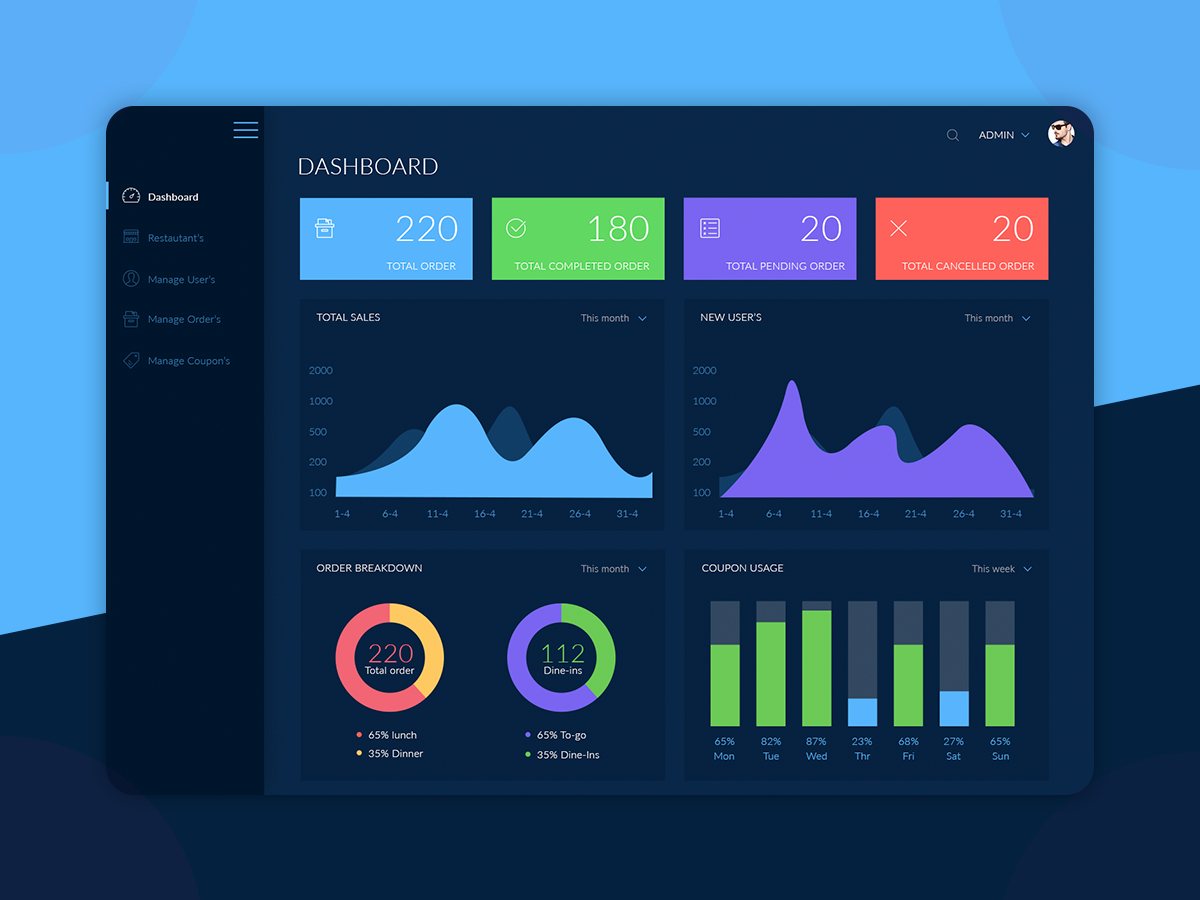 ADMIN
DASHBOARD
Dashboard
Restautant's
Manage User's
Manage Order's
Manage Coupon's
220
TOTAL ORDER
180
TOTAL COMPLETED ORDER
20
TOTAL PENDING ORDER
20
TOTAL CANCELLED ORDER
TOTAL SALES
This month
2000
1000
500
200
100
1-4 6-4 11-4 16-4 21-4 26-4 31-4
NEW USER'S
This month
2000
1000
500
200
100
1-4 6-4 11-4 16-4 21-4 26-4 31-4
ORDER BREAKDOWN
This month
220
Total order
65% lunch
35% Dinner
112
Dine-ins
65% To-go
35% Dine-Ins
COUPON USAGE
This week
65% 82% 87% 23% 68% 27% 65%
Mon Tue Wed Thr Fri Sat Sun